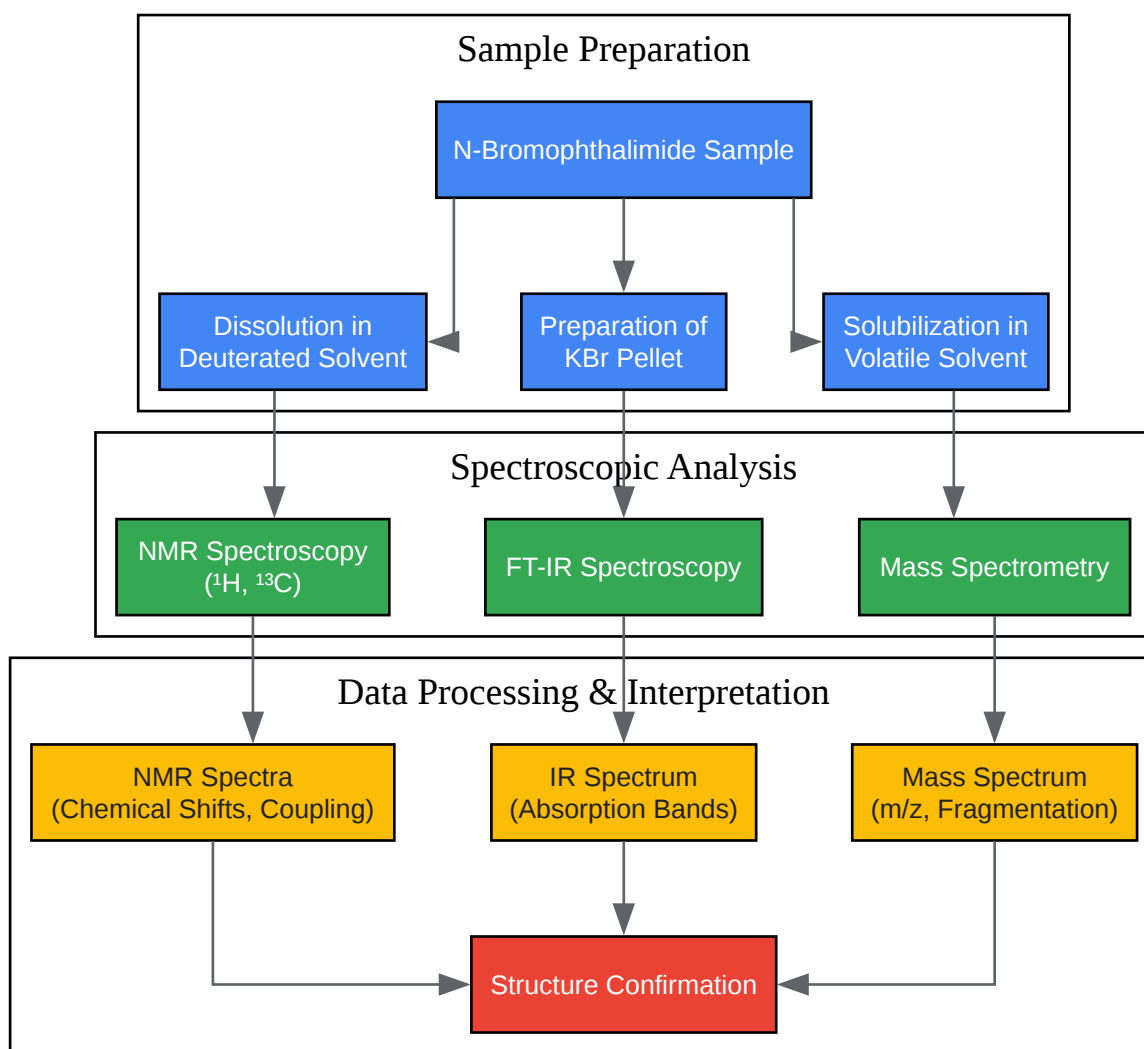 Sample Preparation
N-Bromophthalimide Sample
Dissolution in
Deuterated Solvent
Preparation of
KBr Pellet
Solubilization in
Volatile Solvent
Spectroscopic Analysis
NMR Spectroscopy
(¹H, ¹³C)
FT-IR Spectroscopy
Mass Spectrometry
Data Processing & Interpretation
NMR Spectra
(Chemical Shifts, Coupling)
IR Spectrum
(Absorption Bands)
Mass Spectrum
(m/z, Fragmentation)
Structure Confirmation